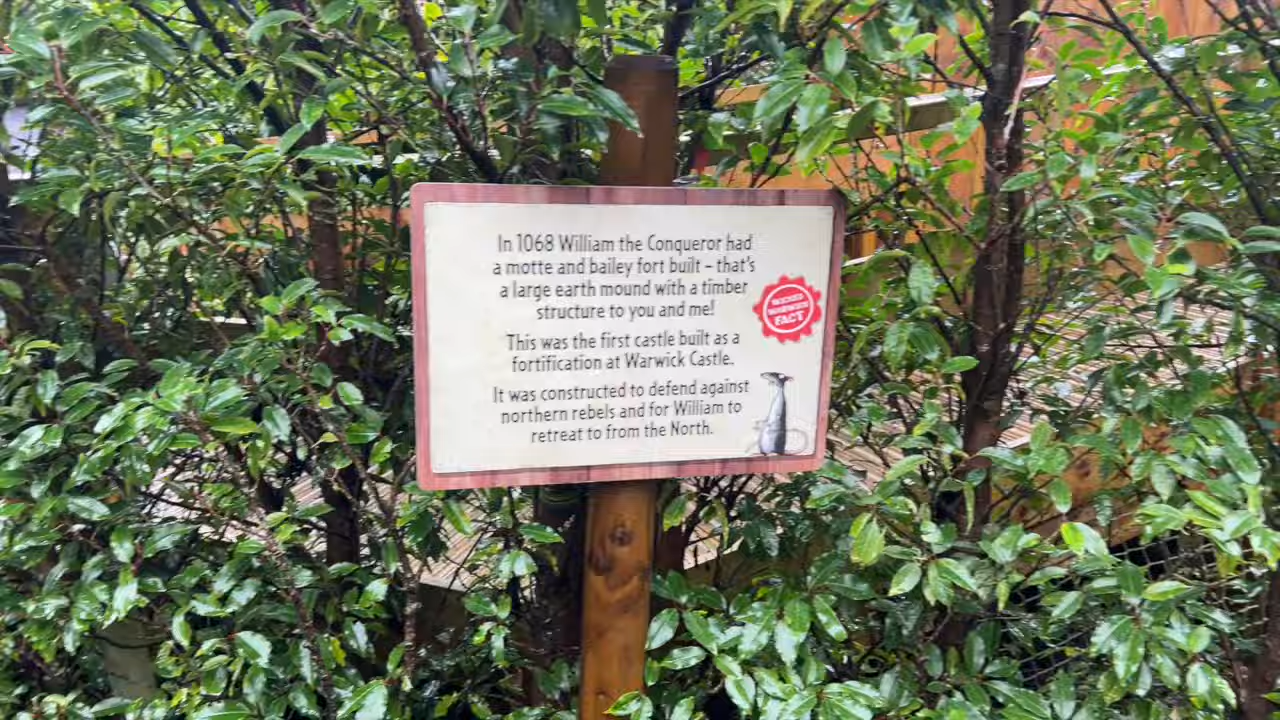 In 1068 William the Conqueror had
a motte and bailey fort built – that's
a large earth mound with a timber
structure to you and me!
This was the first castle built as a
fortification at Warwick Castle.
It was constructed to defend against
northern rebels and for William to
retreat to from the North.
WICKED
WARWICK
FACT